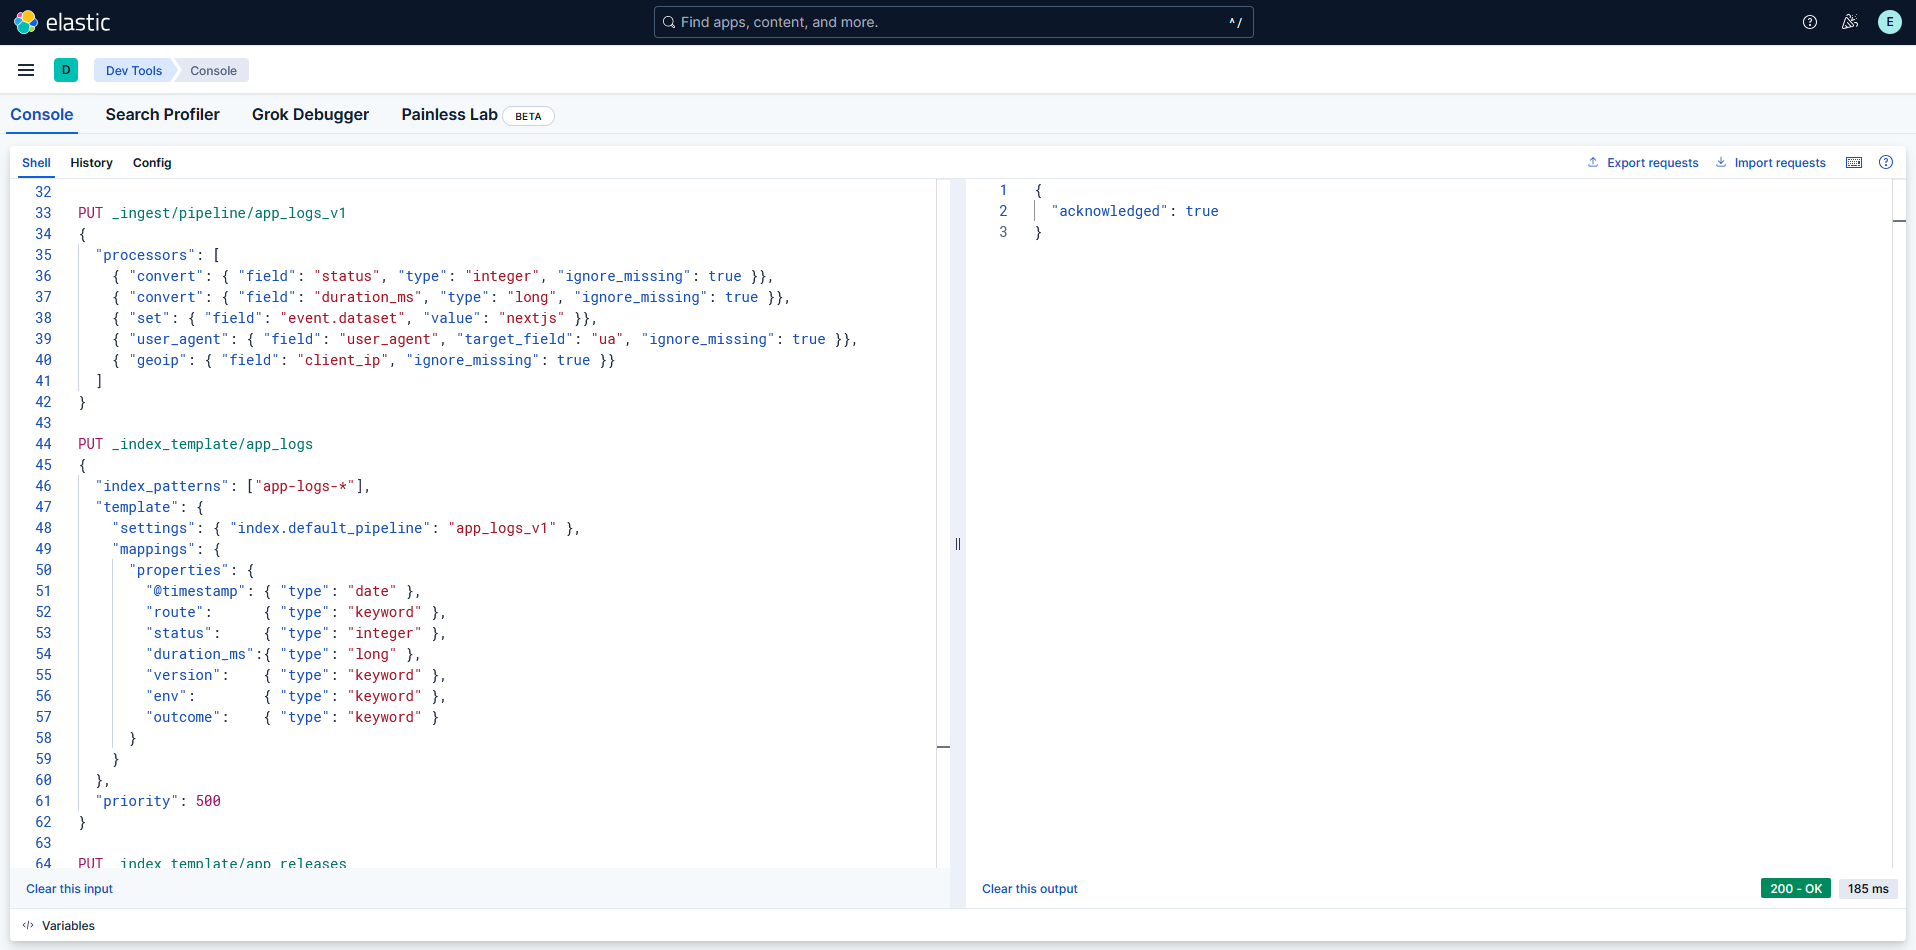 elastic
Find apps, content, and more.
^ /
E
D
Dev Tools
Console
Console
Search Profiler
Grok Debugger
Painless Lab
BETA
Shell
History
Config
Export requests
Import requests
32
33 PUT _ingest/pipeline/app_logs_v1
34 {
35 "processors": [
36 { "convert": { "field": "status", "type": "integer", "ignore_missing": true }},
37 { "convert": { "field": "duration_ms", "type": "long", "ignore_missing": true }},
38 { "set": { "field": "event.dataset", "value": "nextjs" }},
39 { "user_agent": { "field": "user_agent", "target_field": "ua", "ignore_missing": true }},
40 { "geoip": { "field": "client_ip", "ignore_missing": true }}
41 ]
42 }
43
44 PUT _index_template/app_logs
45 {
46 "index_patterns": ["app-logs-*"],
47 "template": {
48 "settings": { "index.default_pipeline": "app_logs_v1" },
49 "mappings": {
50 "properties": {
51 "@timestamp": { "type": "date" },
52 "route": { "type": "keyword" },
53 "status": { "type": "integer" },
54 "duration_ms":{ "type": "long" },
55 "version": { "type": "keyword" },
56 "env": { "type": "keyword" },
57 "outcome": { "type": "keyword" }
58 }
59 }
60 },
61 "priority": 500
62 }
63
64 PUT _index_template/app_releases
1 {
2 "acknowledged": true
3 }
Clear this input
Clear this output
200 - OK
185 ms
Variables